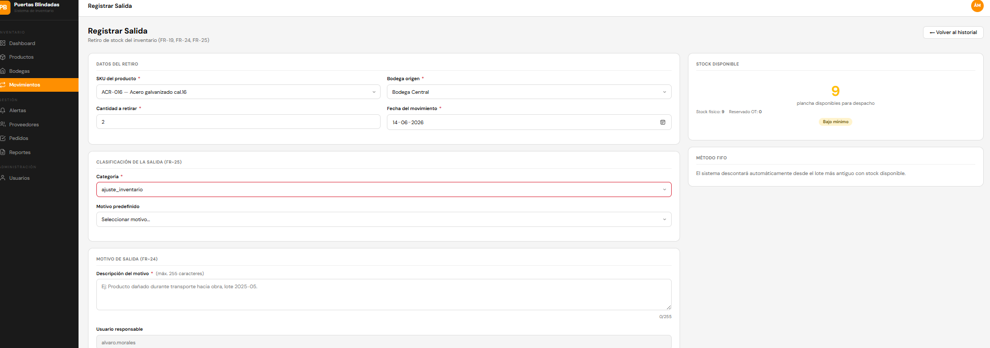 PR
Puertas Blindadas
Registrar Salida
AM
Dashboard
Productos
Bodegas
Movimientos
Alertas
Proveedores
Pedidos
Reportes
Usuarios
Registrar Salida
Retiro de stock del inventario (FR-19, FR-24, FR-25)
← Volver al historial
DATOS DEL RETIRO
SKU del producto *
Bodega origen *
ACR-016 — Acero galvanizado cal.16
Bodega Central
Cantidad a retirar *
Fecha del movimiento *
2
14-06-2026
CLASIFICACIÓN DE LA SALIDA (FR-25)
Categoría *
ajuste_inventario
Motivo predefinido
Seleccionar motivo...
MOTIVO DE SALIDA (FR-24)
Descripción del motivo * (máx. 255 caracteres)
Ej: Producto dañado durante transporte hacia obra, lote 2025-05.
0/255
Usuario responsable
alvaro.morales
STOCK DISPONIBLE
9
plancha disponibles para despacho
Stock físico: 9 · Reservado OT: 0
Bajo mínimo
MÉTODO FIFO
El sistema descontará automáticamente desde el lote más antiguo con stock disponible.